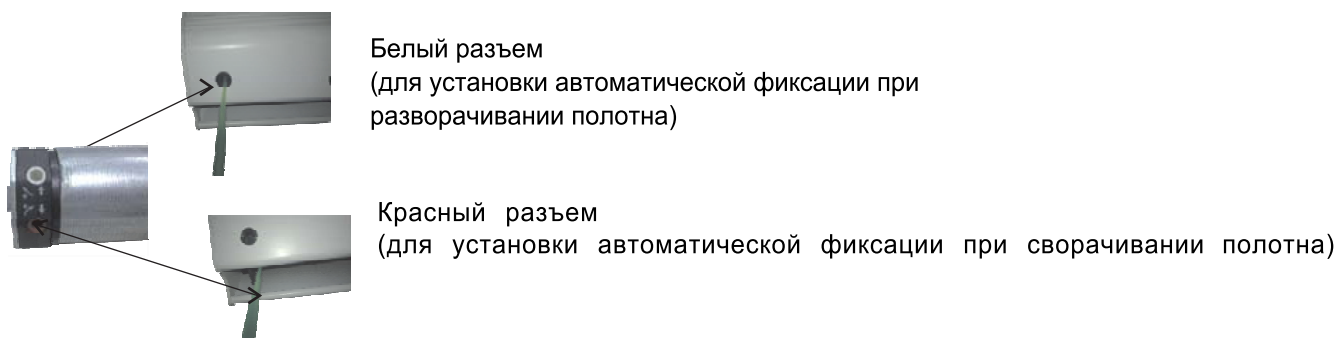 Белый разъем
(для установки автоматической фиксации при
разворачивании полотна)
Красный разъем
(для установки автоматической фиксации при сворачивании полотна)